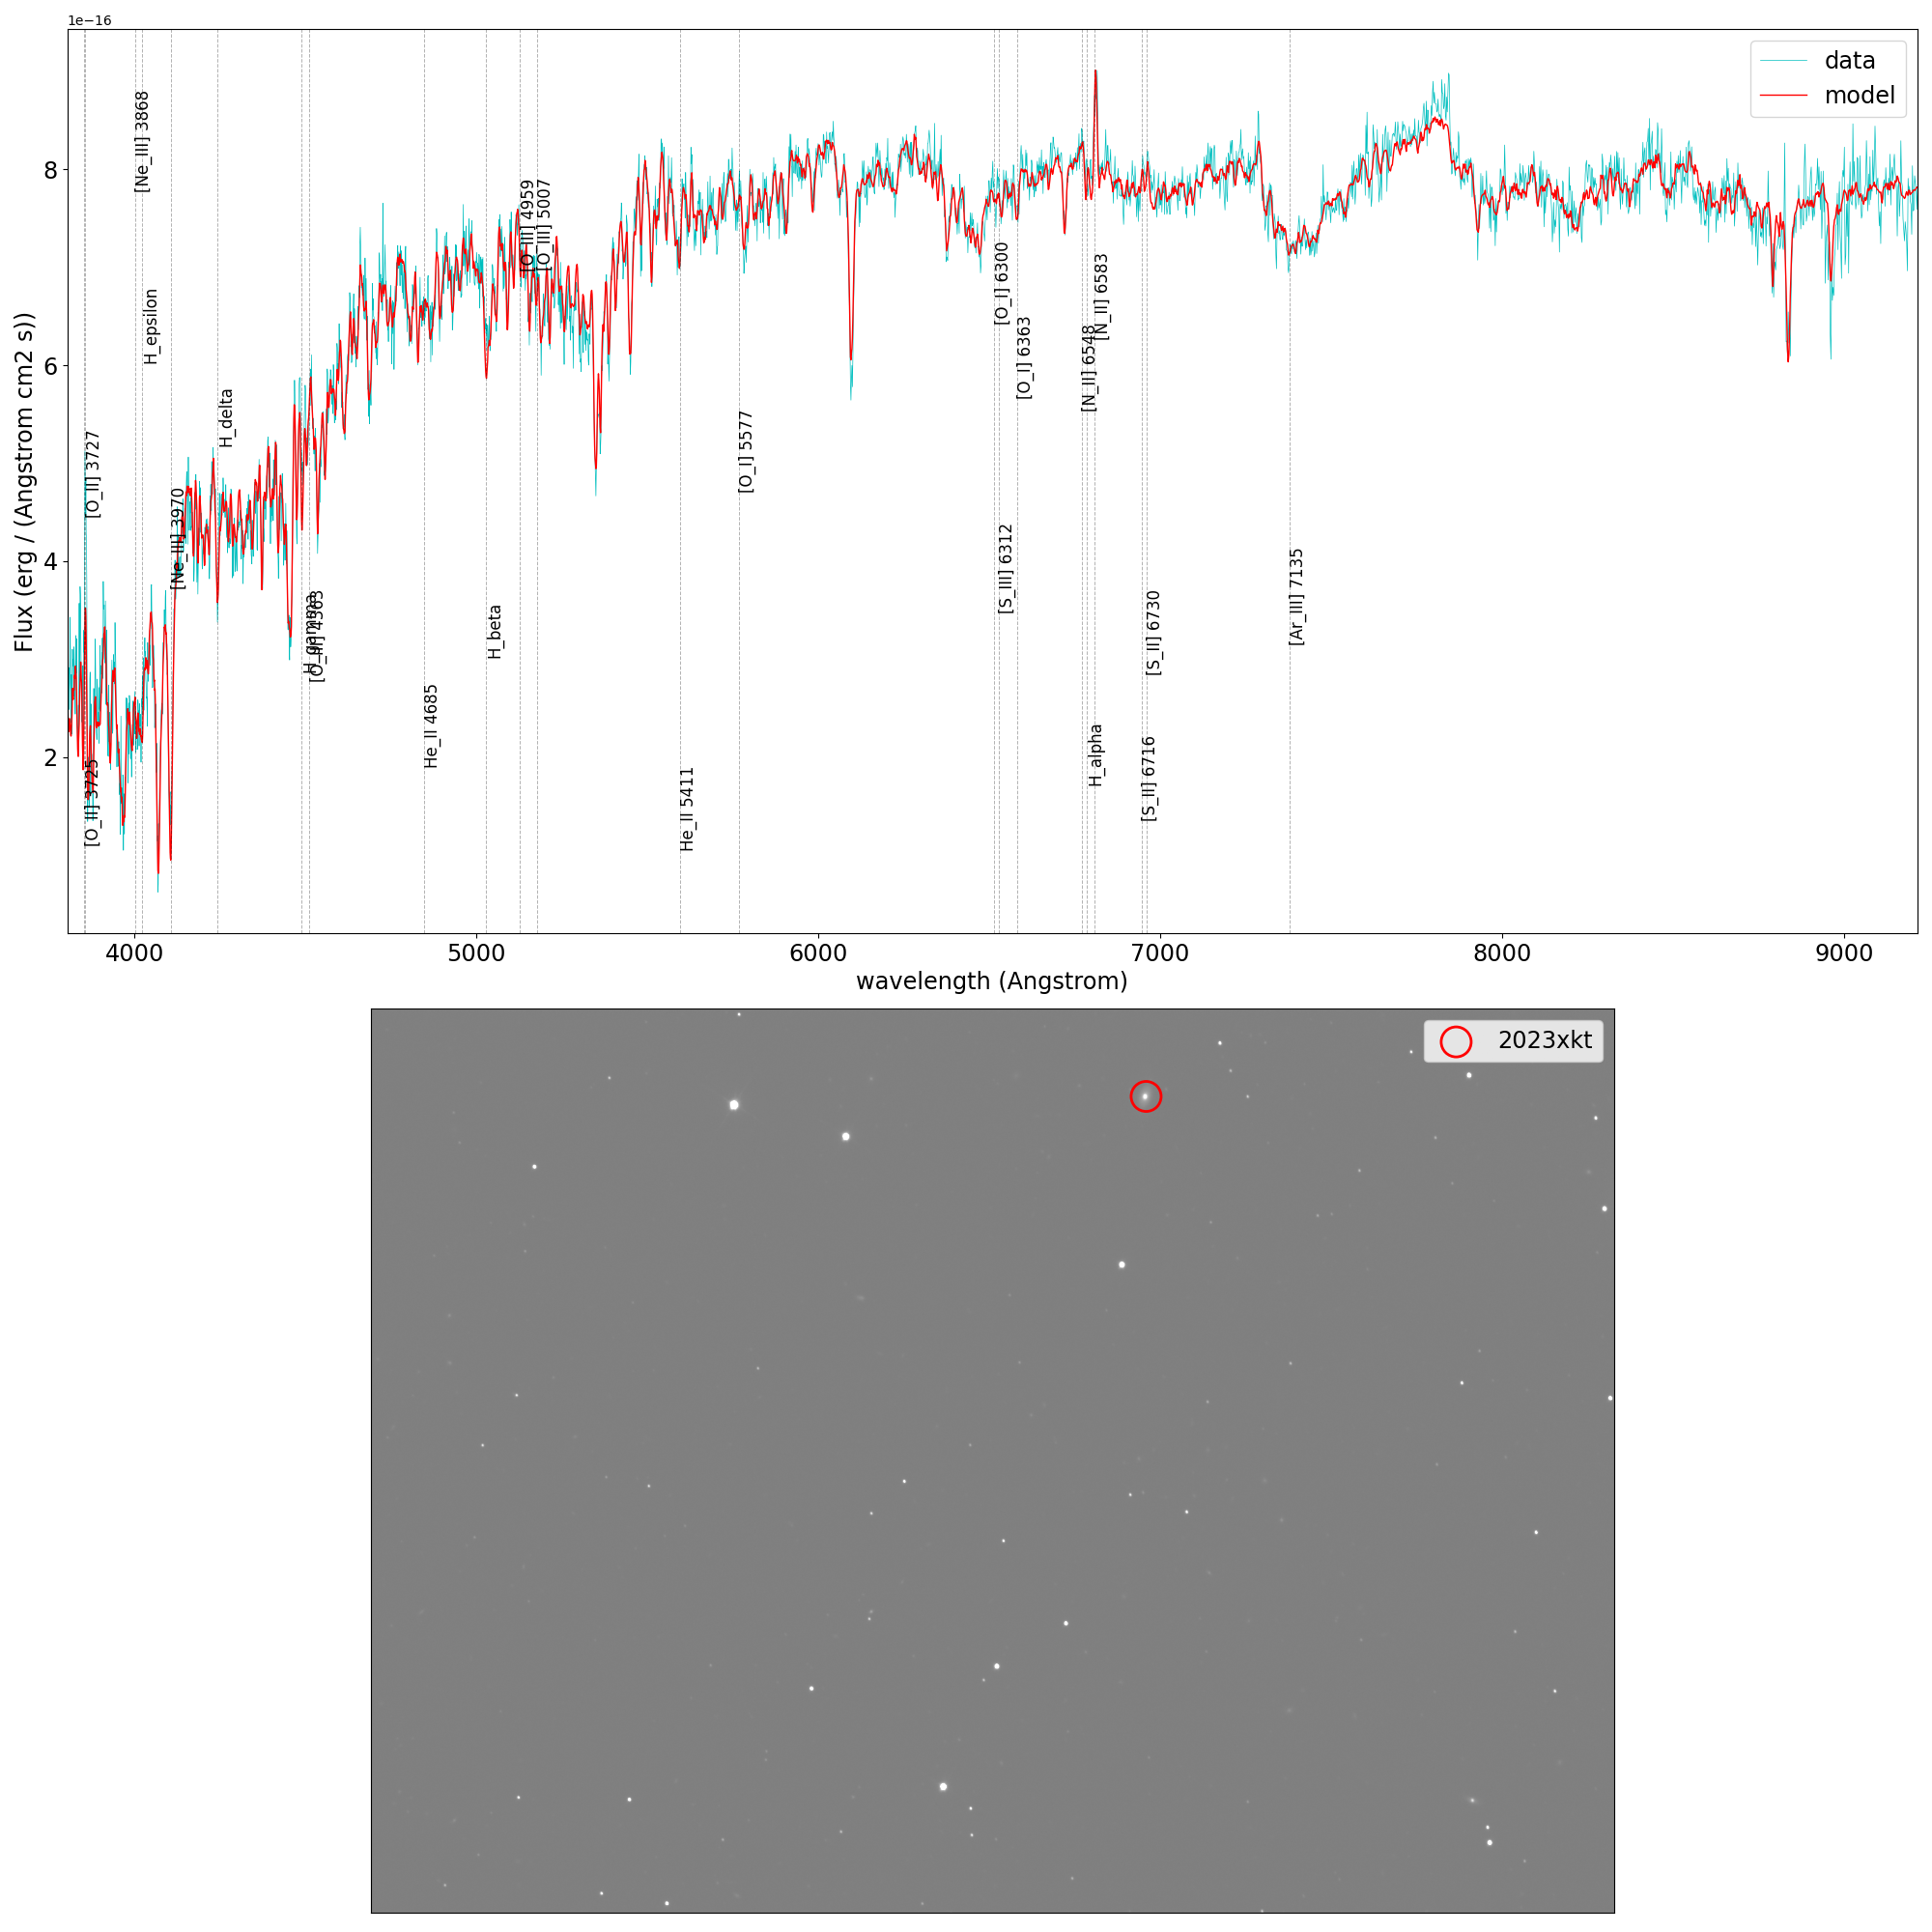 1e−16
data
model
Flux (erg / (Angstrom cm2 s))
8
6
4
2
[O_II] 3725
[O_II] 3727
[Ne_III] 3868
H_epsilon
[Ne_III] 3970
H_delta
H_gamma
[O_III] 4363
He_II 4685
H_beta
[O_III] 4959
[O_III] 5007
He_II 5411
[O_I] 5577
[O_I] 6300
[S_III] 6312
[O_I] 6363
[N_II] 6548
H_alpha
[N_II] 6583
[S_II] 6716
[S_II] 6730
[Ar_III] 7135
4000
5000
6000
7000
8000
9000
wavelength (Angstrom)
2023xkt